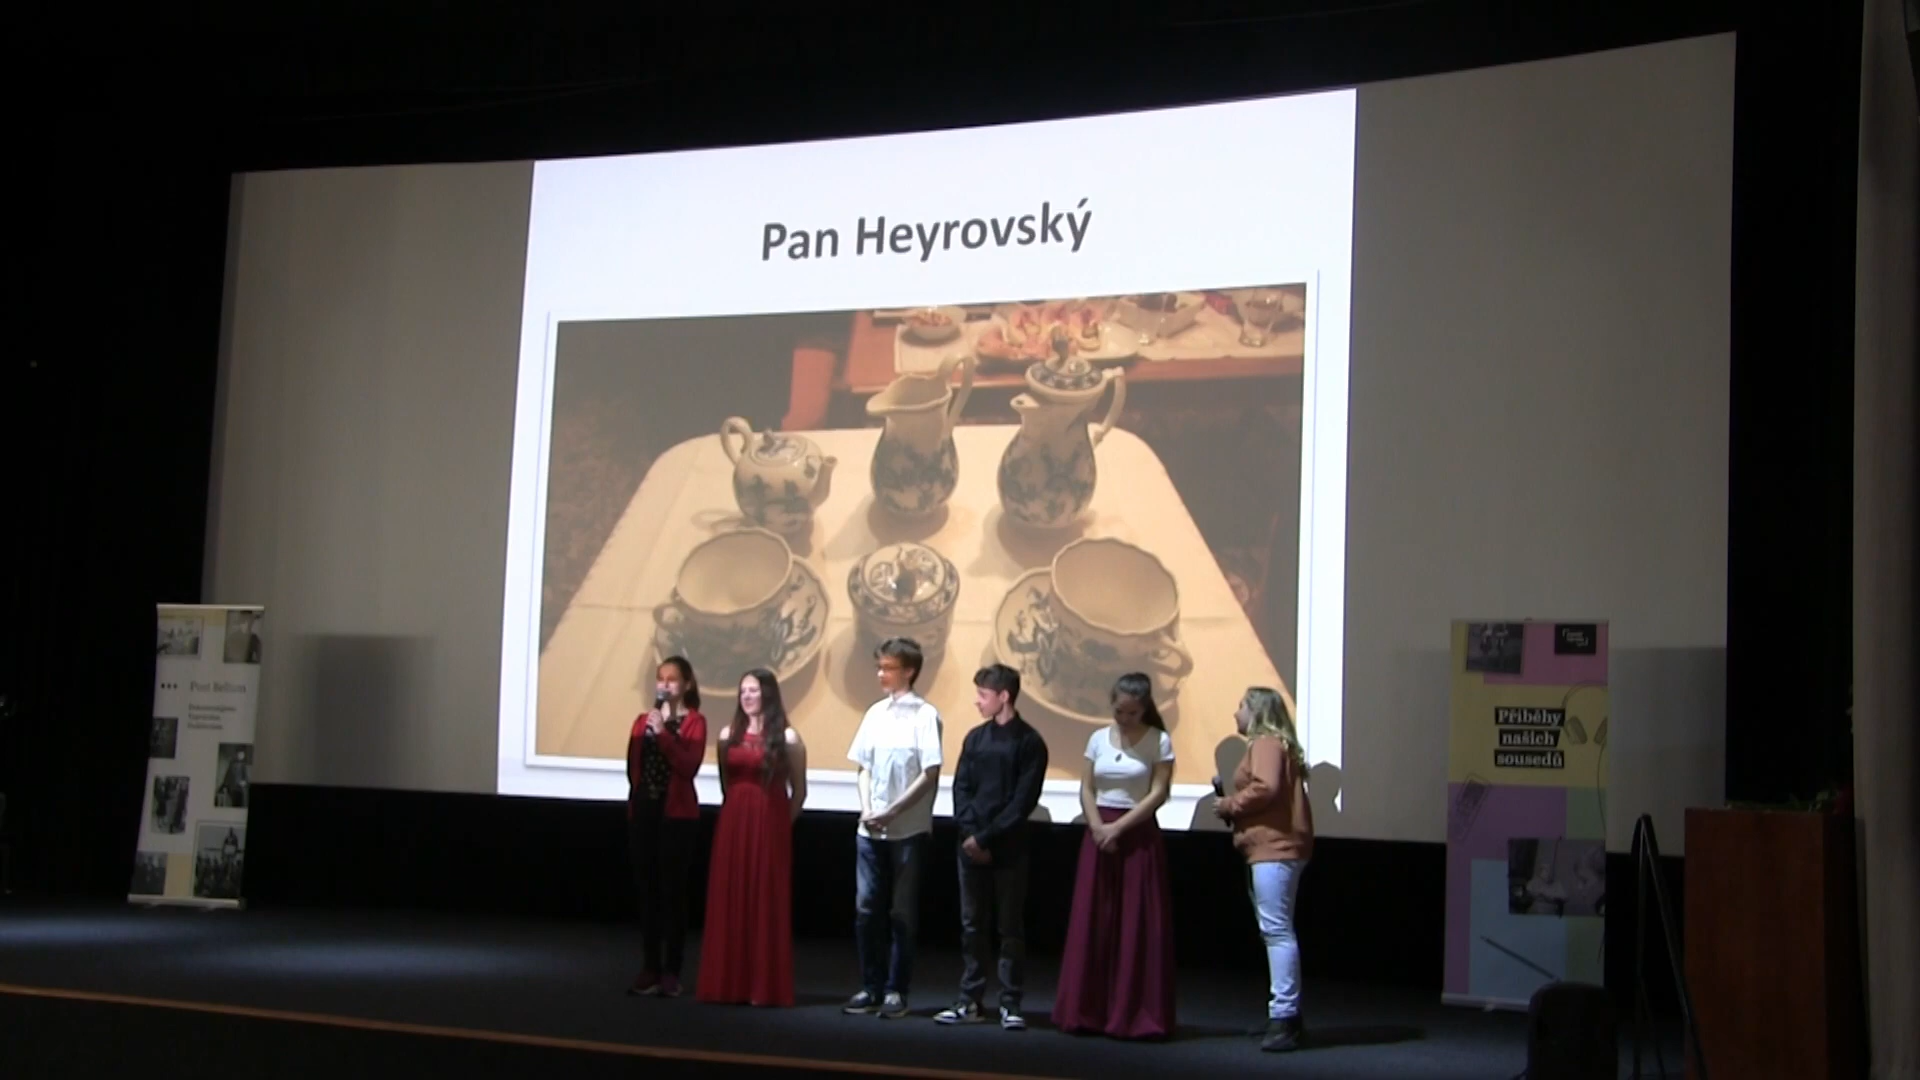 Pan Heyrovský
Post Bellum
Příběhy
našich
sousedů